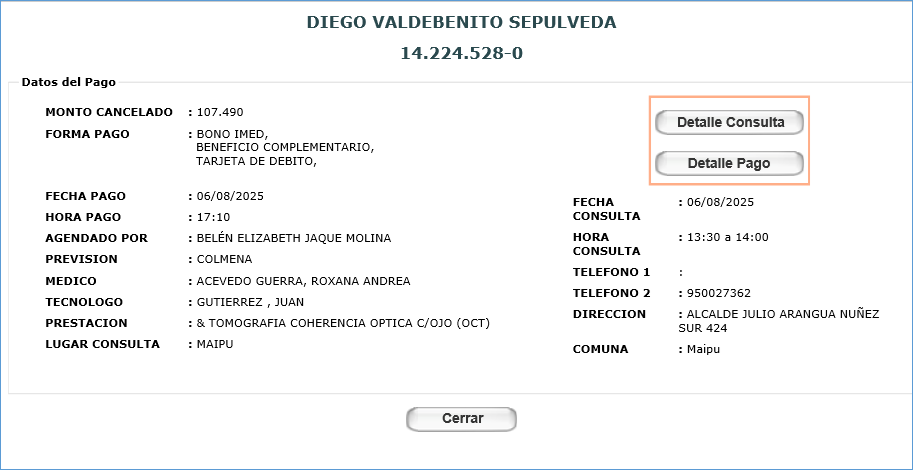 DIEGO VALDEBENITO SEPULVEDA
14.224.528-0
Datos del Pago
MONTO CANCELADO : 107.490
FORMA PAGO : BONO IMED,
BENEFICIO COMPLEMENTARIO,
TARJETA DE DEBITO,
FECHA PAGO : 06/08/2025
HORA PAGO : 17:10
AGENDADO POR : BELÉN ELIZABETH JAQUE MOLINA
PREVISION : COLMENA
MEDICO : ACEVEDO GUERRA, ROXANA ANDREA
TECNOLOGO : GUTIERREZ , JUAN
PRESTACION : & TOMOGRAFIA COHERENCIA OPTICA C/OJO (OCT)
LUGAR CONSULTA : MAIPU
Detalle Consulta
Detalle Pago
FECHA : 06/08/2025
CONSULTA
HORA : 13:30 a 14:00
CONSULTA
TELEFONO 1 :
TELEFONO 2 : 950027362
DIRECCION : ALCALDE JULIO ARANGUA NUÑEZ
SUR 424
COMUNA : Maipu
Cerrar